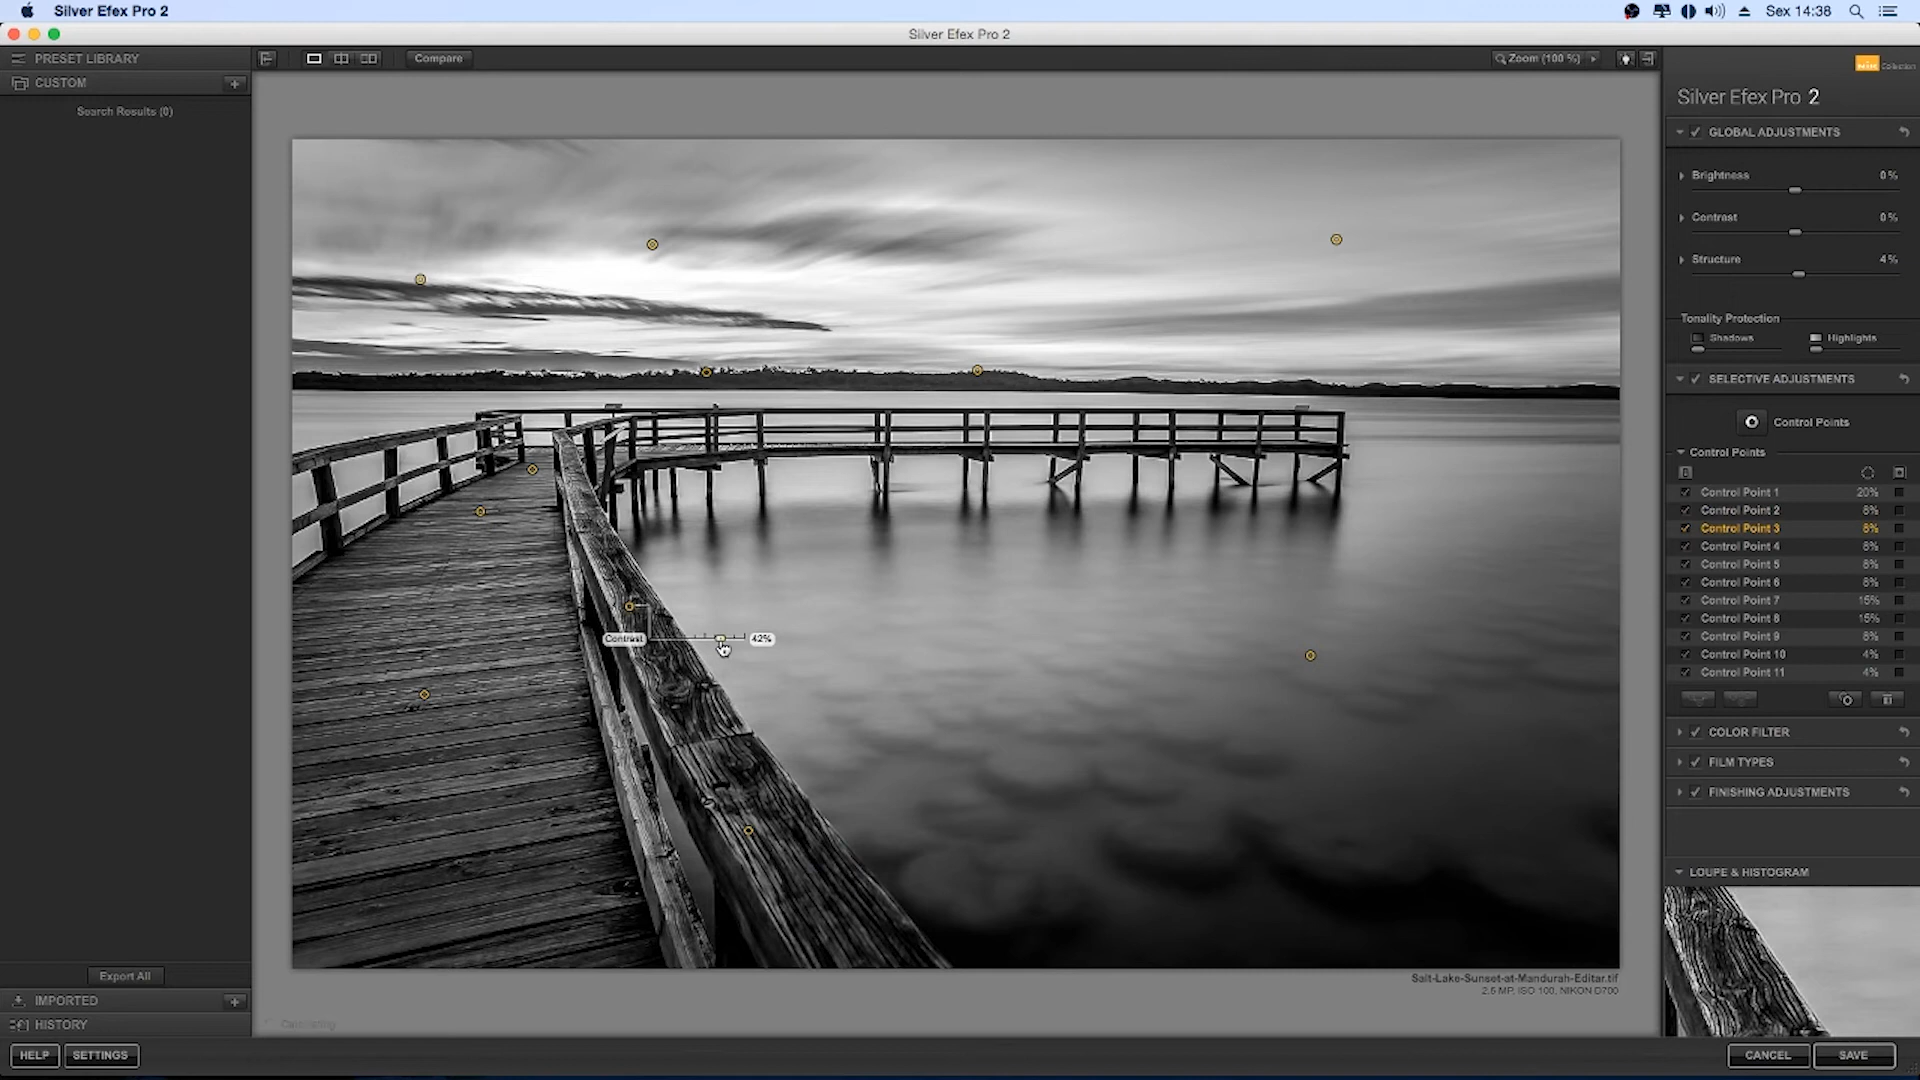 Silver Efex Pro 2
Sex 14:38
Silver Efex Pro 2
PRESET LIBRARY
Compare
Zoom (100 %)
CUSTOM
Search Results (0)
Nik Collection
Silver Efex Pro 2
GLOBAL ADJUSTMENTS
Brightness 0 %
Contrast 0 %
Structure 4 %
Tonality Protection
Shadows Highlights
SELECTIVE ADJUSTMENTS
Control Points
Control Points
Control Point 1 20%
Control Point 2 8%
Control Point 3 8%
Control Point 4 8%
Control Point 5 8%
Control Point 6 8%
Control Point 7 15%
Control Point 8 15%
Control Point 9 8%
Control Point 10 4%
Control Point 11 4%
Contrast 42%
COLOR FILTER
FILM TYPES
FINISHING ADJUSTMENTS
LOUPE & HISTOGRAM
Export All
Salt-Lake-Sunset-at-Mandurah-Editar.tif
2.5 MP, ISO 100, NIKON D700
IMPORTED
HISTORY
HELP
SETTINGS
CANCEL
SAVE